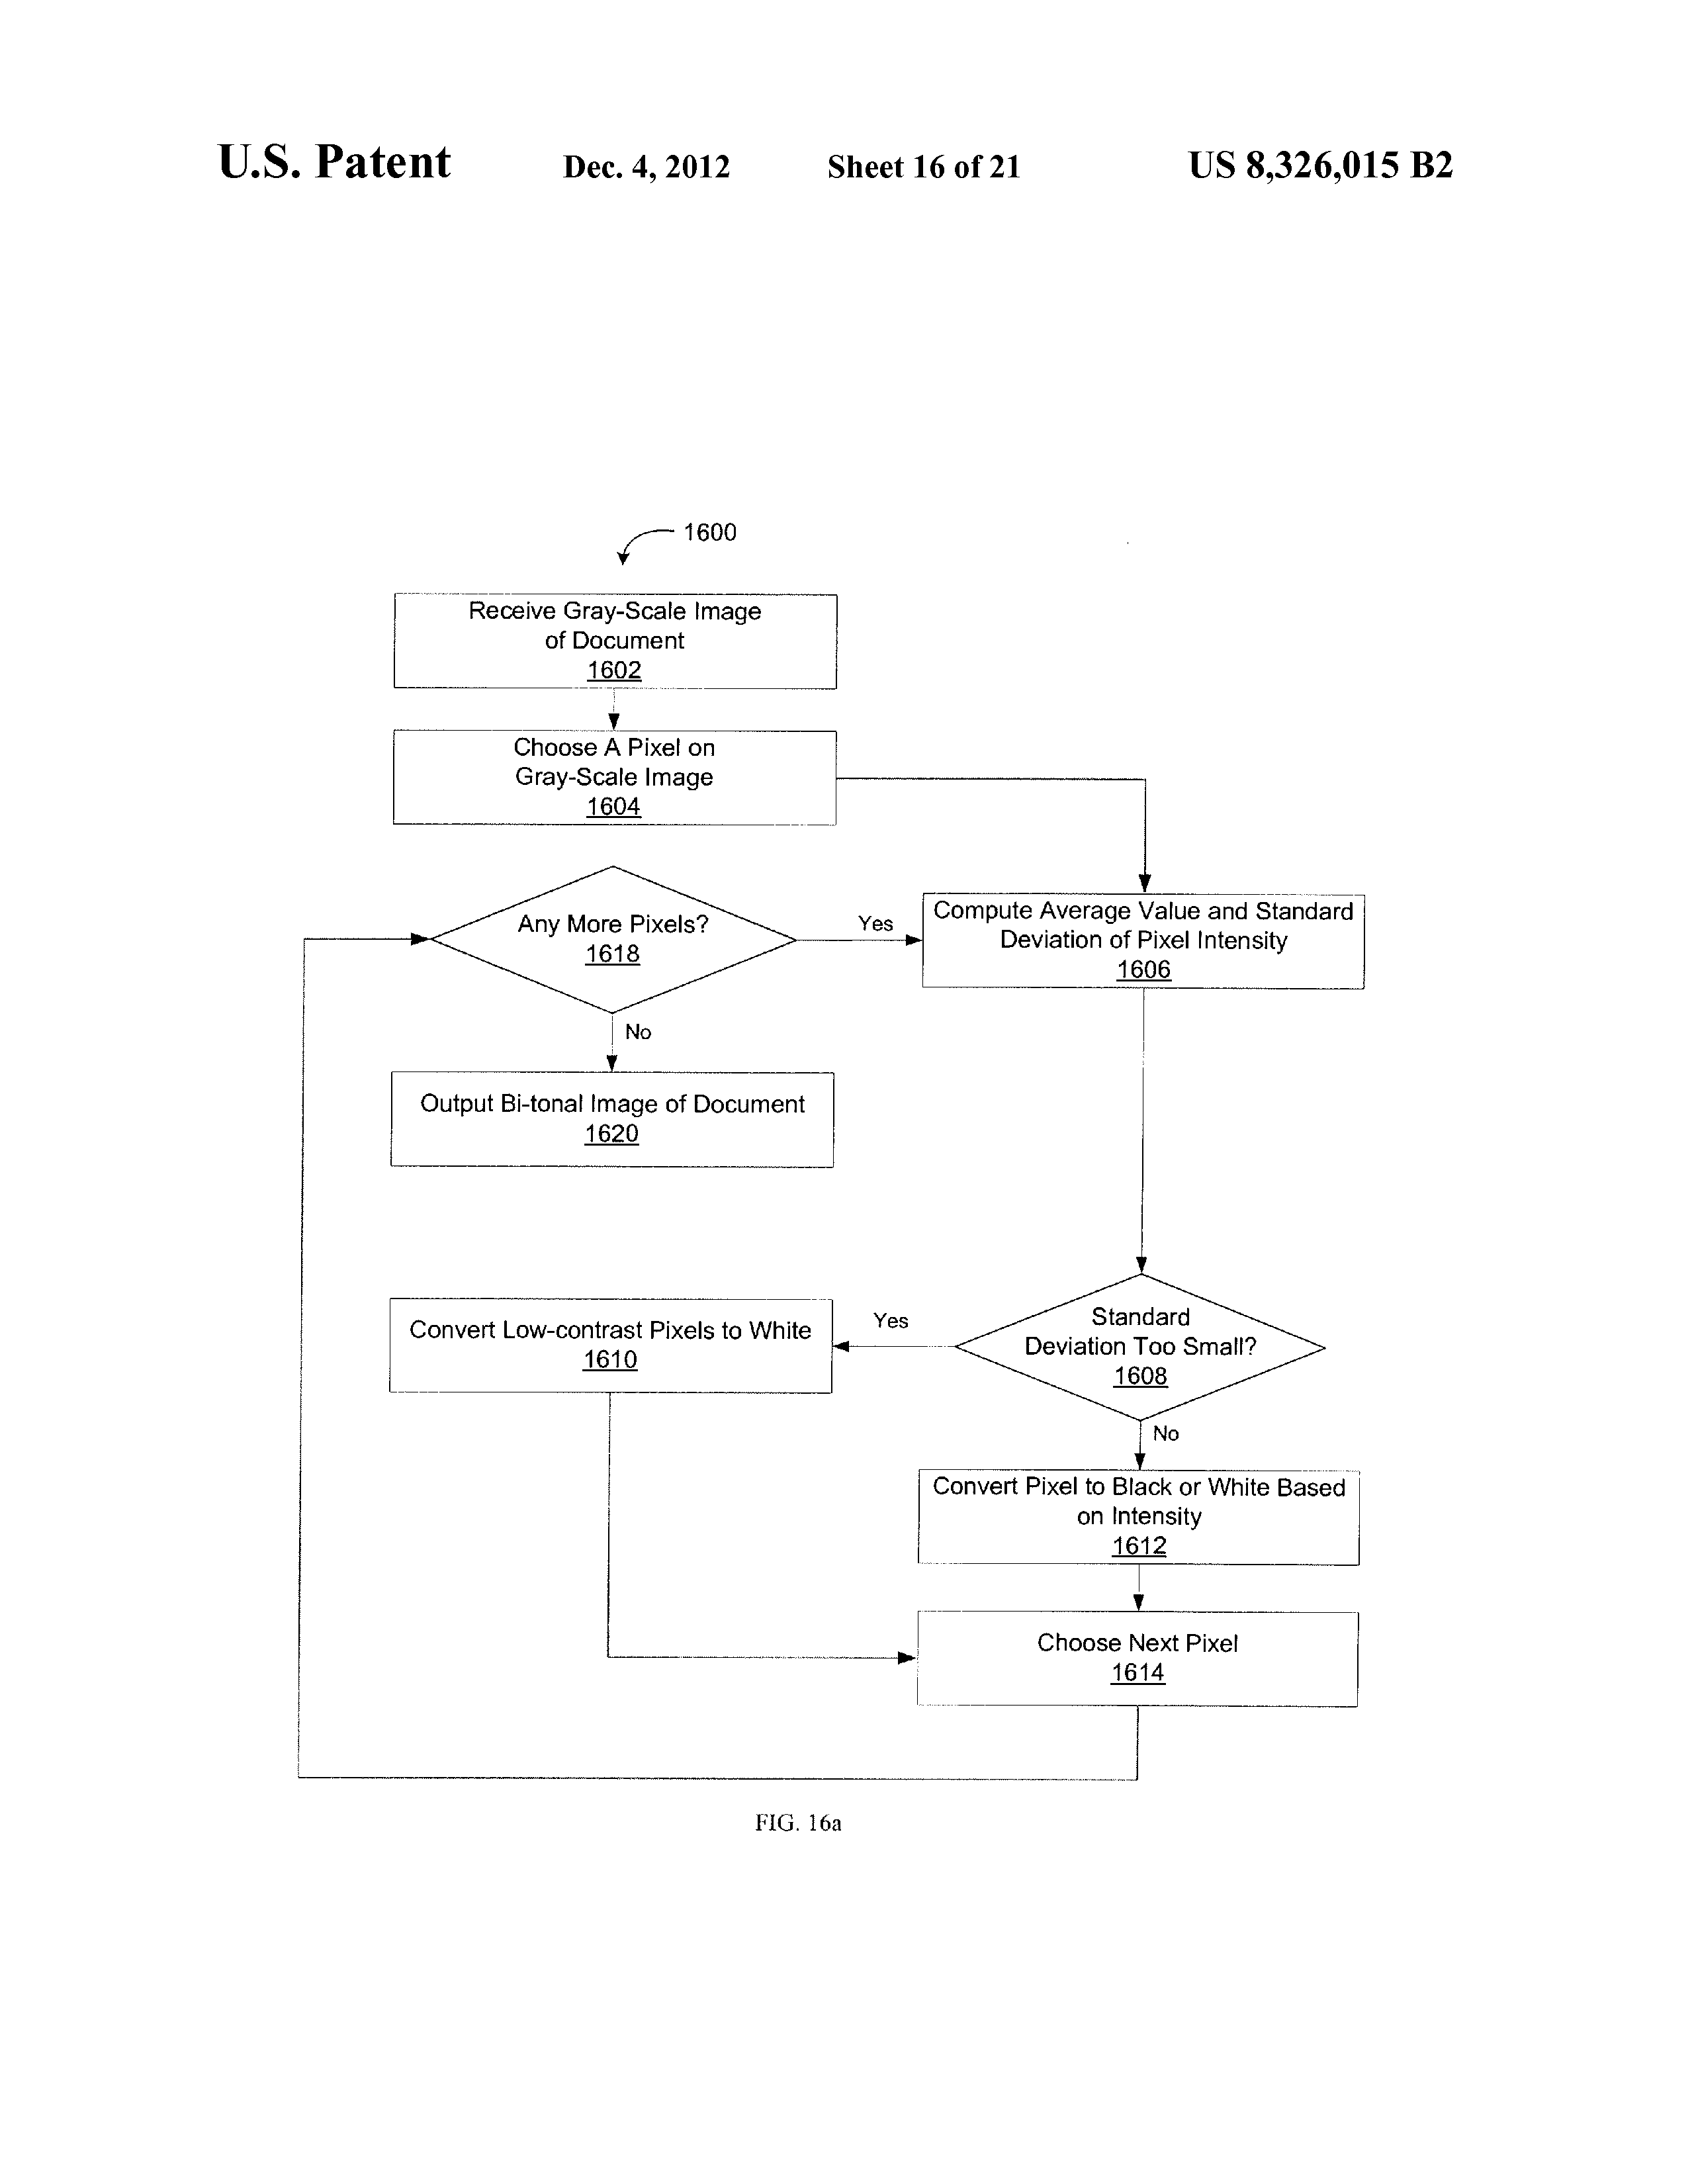 U.S. Patent Dec. 4, 2012 Sheet 16 of 21 US 8,326,015 B2
1600
Receive Gray-Scale Image
of Document
1602
Choose A Pixel on
Gray-Scale Image
1604
Any More Pixels?
1618
Yes
Compute Average Value and Standard
Deviation of Pixel Intensity
1606
No
Output Bi-tonal Image of Document
1620
Convert Low-contrast Pixels to White
1610
Yes
Standard
Deviation Too Small?
1608
No
Convert Pixel to Black or White Based
on Intensity
1612
Choose Next Pixel
1614
FIG. 16a